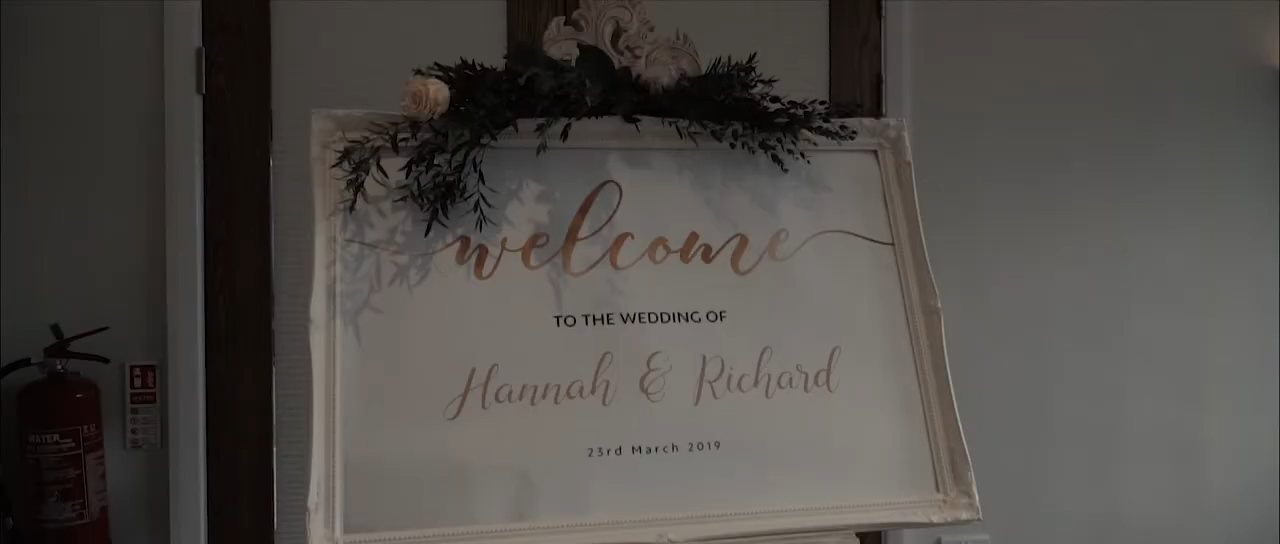 welcome
TO THE WEDDING OF
Hannah & Richard
23rd March 2019
WATER